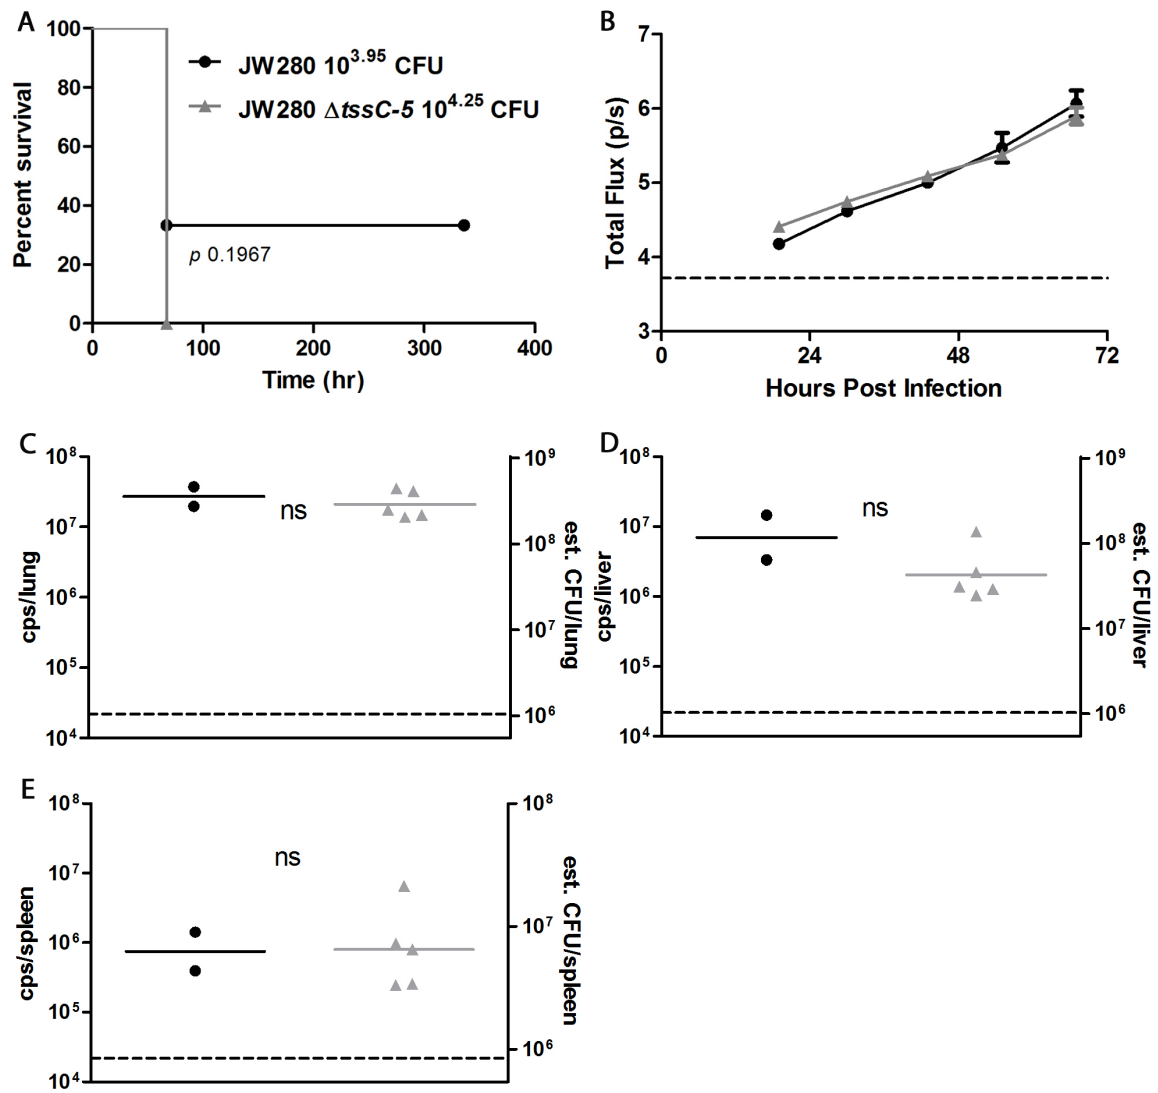 A
100
80
60
40
20
0
Percent survival
JW280 10^3.95 CFU
JW280 ΔtssC-5 10^4.25 CFU
p 0.1967
0 100 200 300 400
Time (hr)
B
7
6
5
4
3
Total Flux (p/s)
0 24 48 72
Hours Post Infection
C
10^8
10^7
10^6
10^5
10^4
cps/lung
ns
10^9
10^8
10^7
10^6
est. CFU/lung
D
10^8
10^7
10^6
10^5
10^4
cps/liver
ns
10^9
10^8
10^7
10^6
est. CFU/liver
E
10^8
10^7
10^6
10^5
10^4
cps/spleen
ns
10^8
10^7
10^6
est. CFU/spleen